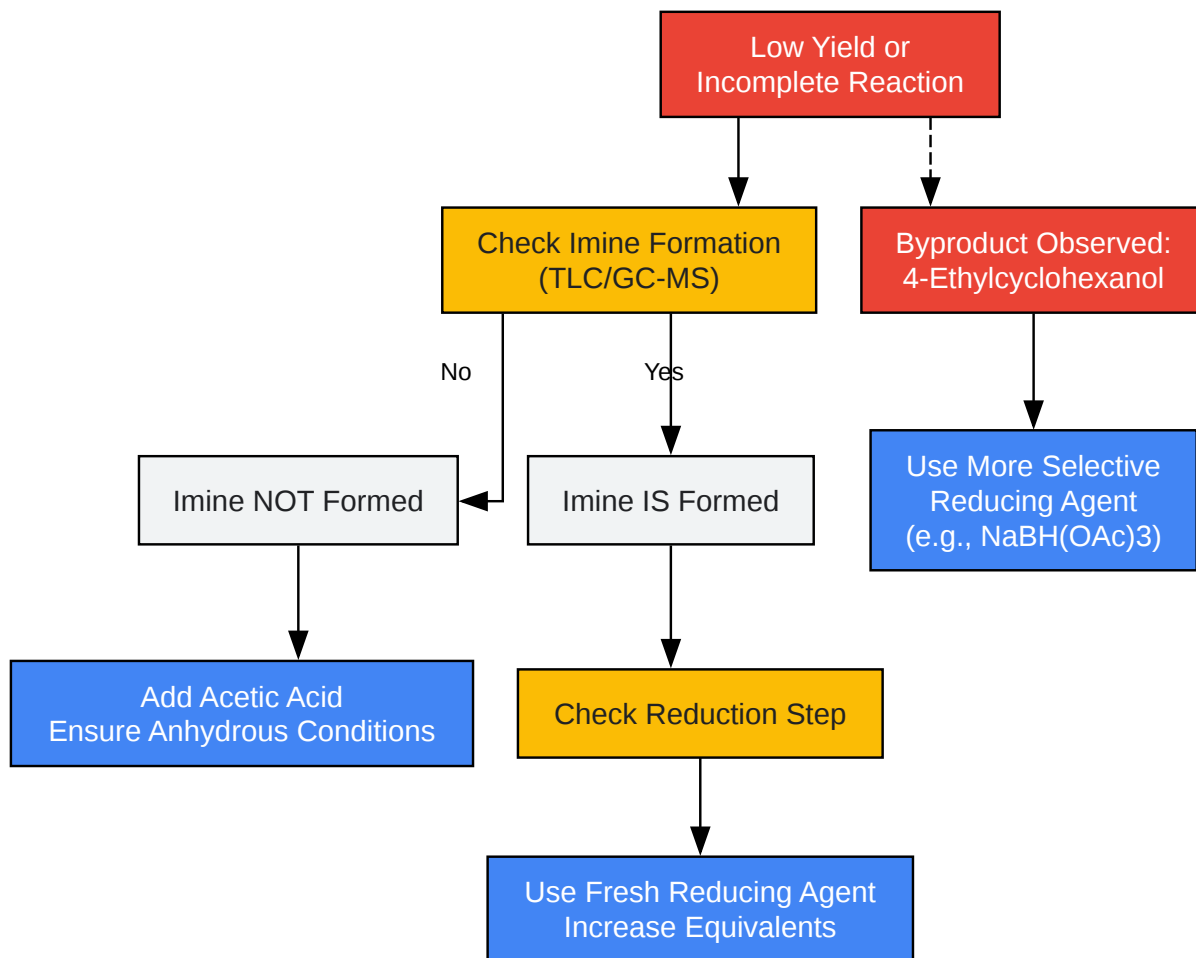 Low Yield or
Incomplete Reaction
Check Imine Formation
(TLC/GC-MS)
Byproduct Observed:
4-Ethylcyclohexanol
No
Yes
Imine NOT Formed
Imine IS Formed
Use More Selective
Reducing Agent
(e.g., NaBH(OAc)3)
Add Acetic Acid
Ensure Anhydrous Conditions
Check Reduction Step
Use Fresh Reducing Agent
Increase Equivalents